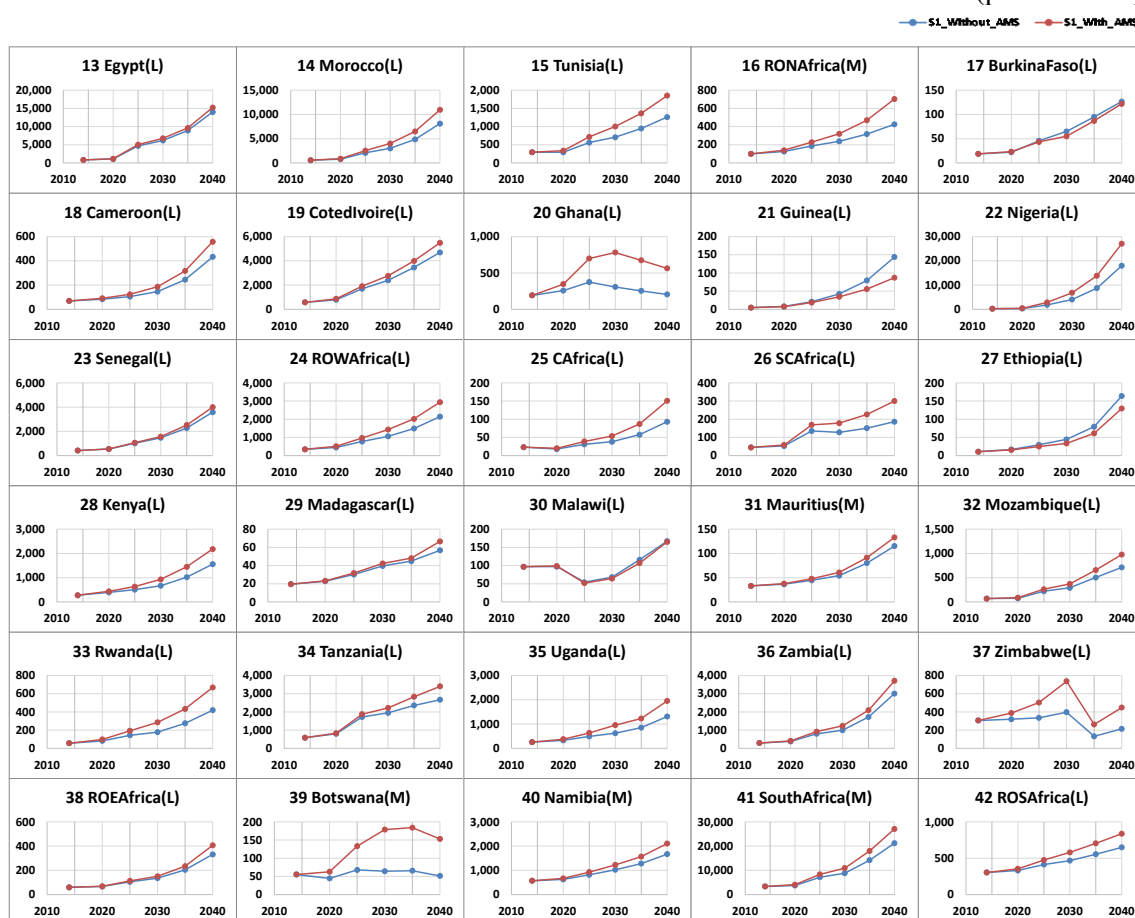 S1_Without_AMS S1_With_AMS
13 Egypt(L) 14 Morocco(L) 15 Tunisia(L) 16 RONAfrica(M) 17 BurkinaFaso(L)
20,000 15,000 2,000 800 150
15,000 10,000 1,500 600 100
10,000 5,000 1,000 400 50
5,000 0 500 200 0
0 0 0
2010 2020 2030 2040 2010 2020 2030 2040 2010 2020 2030 2040 2010 2020 2030 2040 2010 2020 2030 2040
18 Cameroon(L) 19 CotedIvoire(L) 20 Ghana(L) 21 Guinea(L) 22 Nigeria(L)
600 6,000 1,000 200 30,000
400 4,000 500 150 20,000
200 2,000 0 100 10,000
0 0 50 0
0
2010 2020 2030 2040 2010 2020 2030 2040 2010 2020 2030 2040 2010 2020 2030 2040 2010 2020 2030 2040
23 Senegal(L) 24 ROWAfrica(L) 25 CAfrica(L) 26 SCAfrica(L) 27 Ethiopia(L)
6,000 4,000 200 400 200
4,000 3,000 150 300 150
2,000 2,000 100 200 100
0 1,000 50 100 50
0 0 0 0
2010 2020 2030 2040 2010 2020 2030 2040 2010 2020 2030 2040 2010 2020 2030 2040 2010 2020 2030 2040
28 Kenya(L) 29 Madagascar(L) 30 Malawi(L) 31 Mauritius(M) 32 Mozambique(L)
3,000 80 200 150 1,500
2,000 60 150 100 1,000
1,000 40 100 50 500
0 20 50 0 0
0 0
2010 2020 2030 2040 2010 2020 2030 2040 2010 2020 2030 2040 2010 2020 2030 2040 2010 2020 2030 2040
33 Rwanda(L) 34 Tanzania(L) 35 Uganda(L) 36 Zambia(L) 37 Zimbabwe(L)
800 4,000 3,000 4,000 800
600 3,000 2,000 3,000 600
400 2,000 1,000 2,000 400
200 1,000 0 1,000 200
0 0 0 0
2010 2020 2030 2040 2010 2020 2030 2040 2010 2020 2030 2040 2010 2020 2030 2040 2010 2020 2030 2040
38 ROEAfrica(L) 39 Botswana(M) 40 Namibia(M) 41 SouthAfrica(M) 42 ROSAfrica(L)
600 200 3,000 30,000 1,000
400 150 2,000 20,000 500
200 100 1,000 10,000 0
0 50 0 0
0
2010 2020 2030 2040 2010 2020 2030 2040 2010 2020 2030 2040 2010 2020 2030 2040 2010 2020 2030 2040